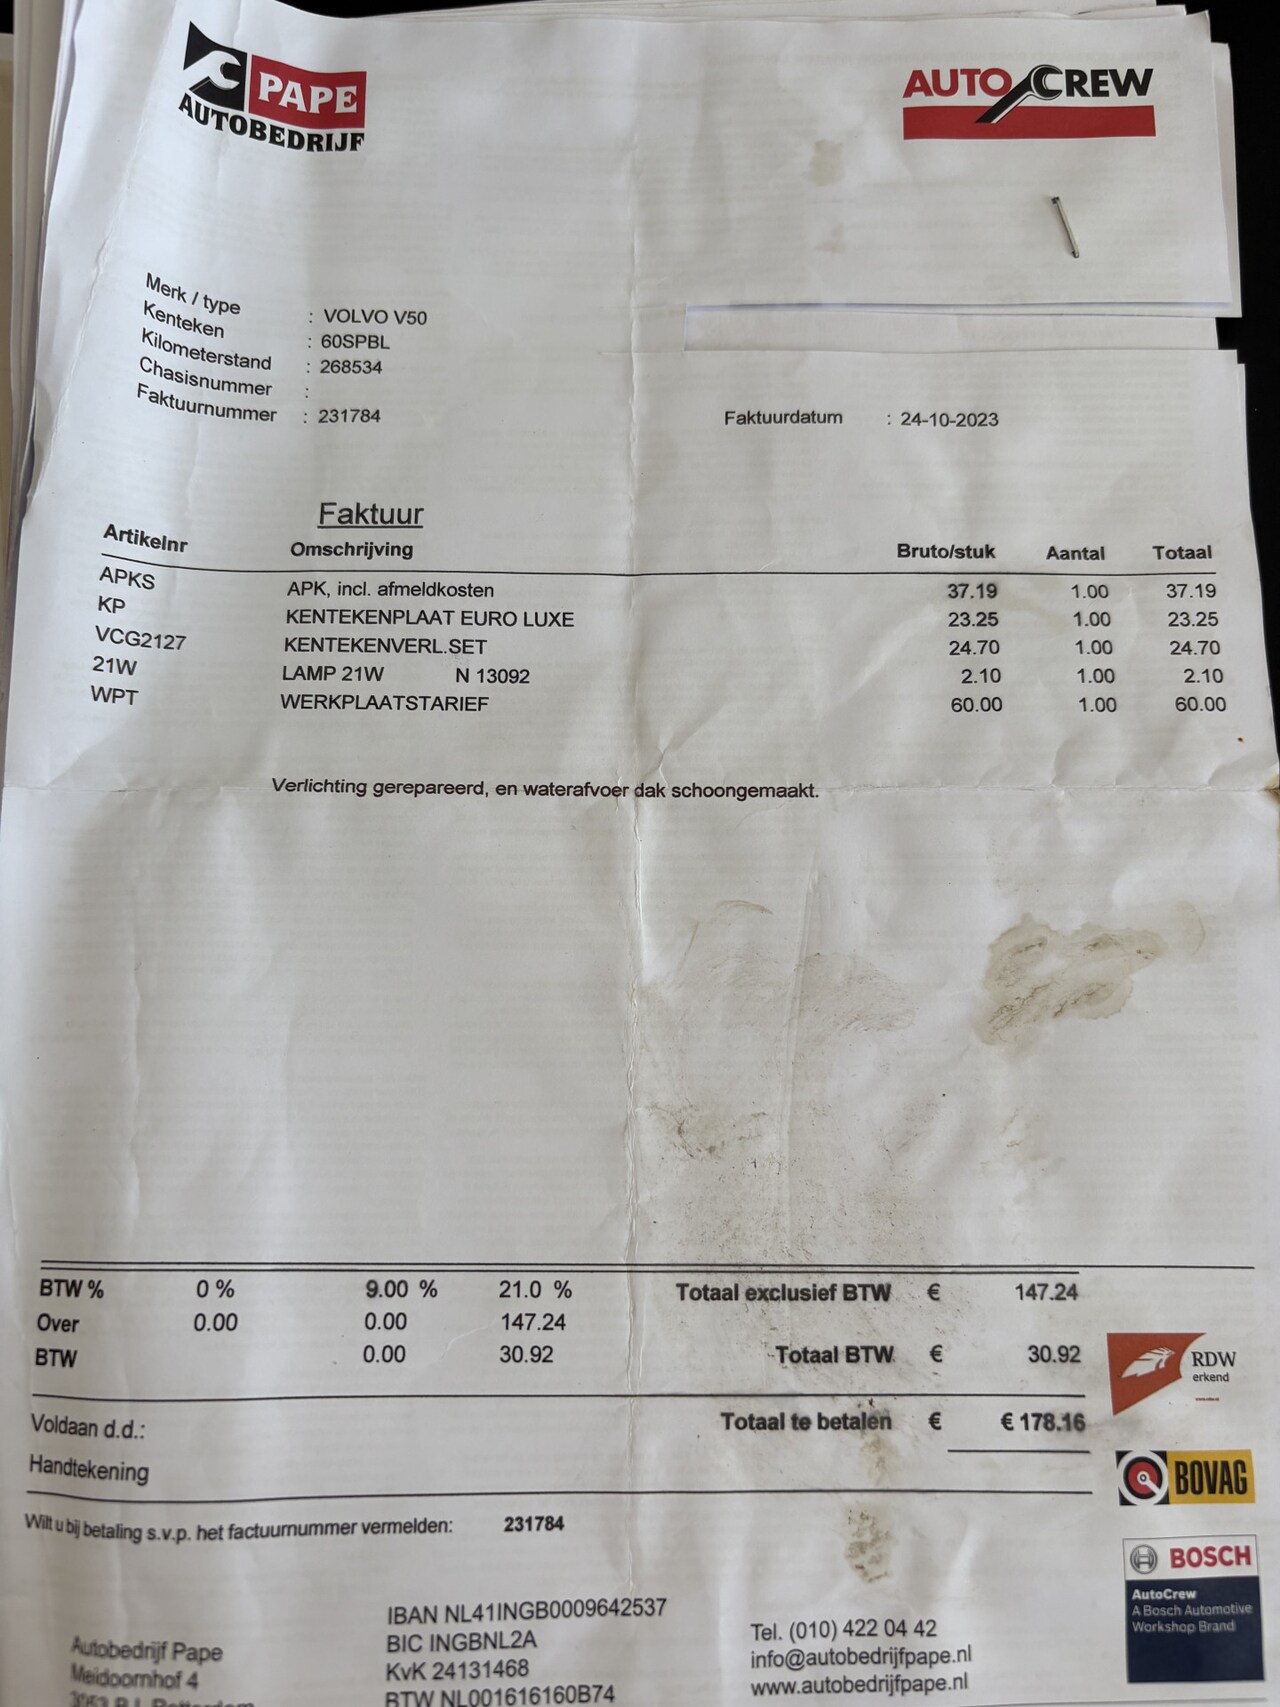 PAPE
AUTOBEDRIJF
AUTO CREW
Merk / type : VOLVO V50
Kenteken : 60SPBL
Kilometerstand : 268534
Chasisnummer :
Faktuurnummer : 231784
Faktuurdatum : 24-10-2023
Faktuur
Artikelnr Omschrijving Bruto/stuk Aantal Totaal
APKS APK, incl. afmeldkosten 37.19 1.00 37.19
KP KENTEKENPLAAT EURO LUXE 23.25 1.00 23.25
VCG2127 KENTEKENVERL.SET 24.70 1.00 24.70
21W LAMP 21W N 13092 2.10 1.00 2.10
WPT WERKPLAATSTARIEF 60.00 1.00 60.00
Verlichting gerepareerd, en waterafvoer dak schoongemaakt.
BTW % 0 % 9.00 % 21.0 % Totaal exclusief BTW € 147.24
Over 0.00 0.00 147.24
BTW 0.00 30.92 Totaal BTW € 30.92
RDW
erkend
Voldaan d.d.: Totaal te betalen € € 178.16
Handtekening
BOVAG
Wilt u bij betaling s.v.p. het factuurnummer vermelden: 231784
BOSCH
AutoCrew
A Bosch Automotive
Workshop Brand
Autobedrijf Pape
Meidoornhof 4
IBAN NL41INGB0009642537
BIC INGBNL2A
KvK 24131468
BTW NL001616160B74
Tel. (010) 422 04 42
info@autobedrijfpape.nl
www.autobedrijfpape.nl